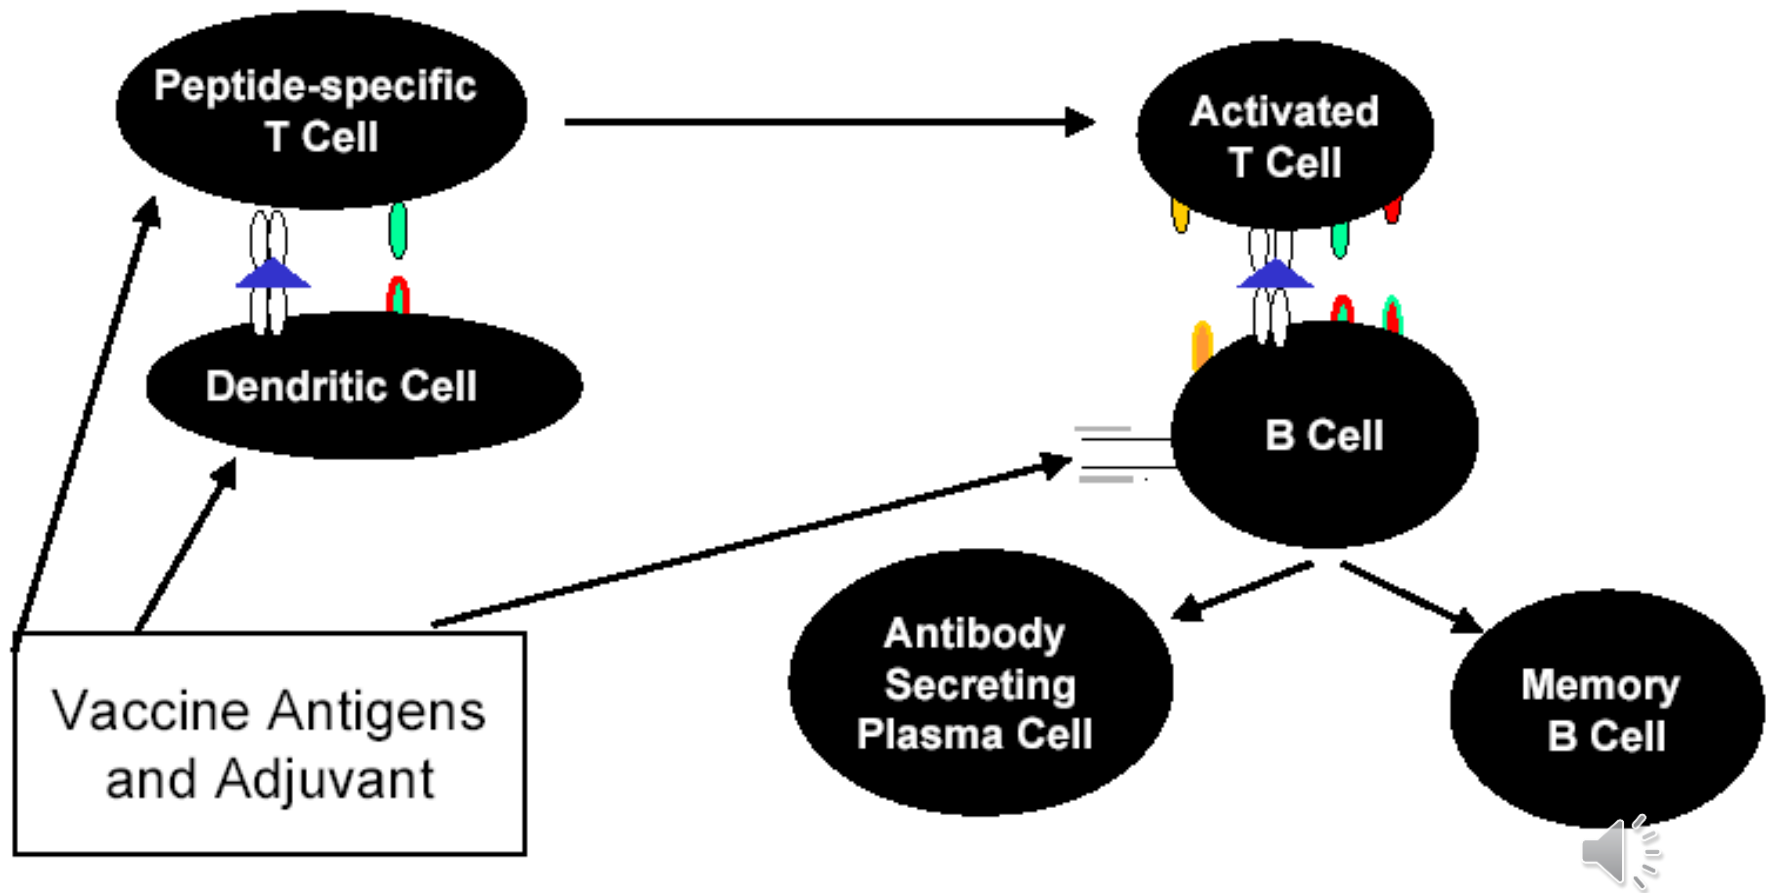 Peptide-specific
T Cell
Activated
T Cell
Dendritic Cell
B Cell
Antibody
Secreting
Plasma Cell
Memory
B Cell
Vaccine Antigens
and Adjuvant